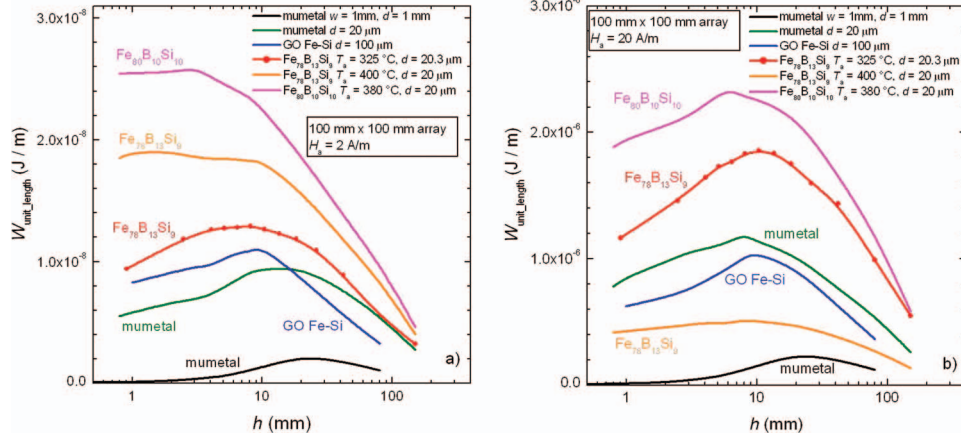 3.0x10⁻⁸
2.0x10⁻⁸
1.0x10⁻⁸
0.0
W_unit_length (J / m)
mumetal w = 1mm, d = 1 mm
mumetal d = 20 µm
GO Fe-Si d = 100 µm
Fe₇₈B₁₃Si₉ Tₐ = 325 °C, d = 20.3 µm
Fe₇₈B₁₃Si₉ Tₐ = 400 °C, d = 20 µm
Fe₈₀B₁₀Si₁₀ Tₐ = 380 °C, d = 20 µm
100 mm x 100 mm array
Hₐ = 2 A/m
Fe₈₀B₁₀Si₁₀
Fe₇₈B₁₃Si₉
Fe₇₈B₁₃Si₉
mumetal
GO Fe-Si
mumetal
a)
1
10
100
h (mm)
3.0x10⁻⁶
2.0x10⁻⁶
1.0x10⁻⁶
0.0
W_unit_length (J / m)
100 mm x 100 mm array
Hₐ = 20 A/m
mumetal w = 1mm, d = 1 mm
mumetal d = 20 µm
GO Fe-Si d = 100 µm
Fe₇₈B₁₃Si₉ Tₐ = 325 °C, d = 20.3 µm
Fe₇₈B₁₃Si₉ Tₐ = 400 °C, d = 20 µm
Fe₈₀B₁₀Si₁₀ Tₐ = 380 °C, d = 20 µm
Fe₈₀B₁₀Si₁₀
Fe₇₈B₁₃Si₉
mumetal
GO Fe-Si
Fe₇₈B₁₃Si₉
mumetal
b)
1
10
100
h (mm)